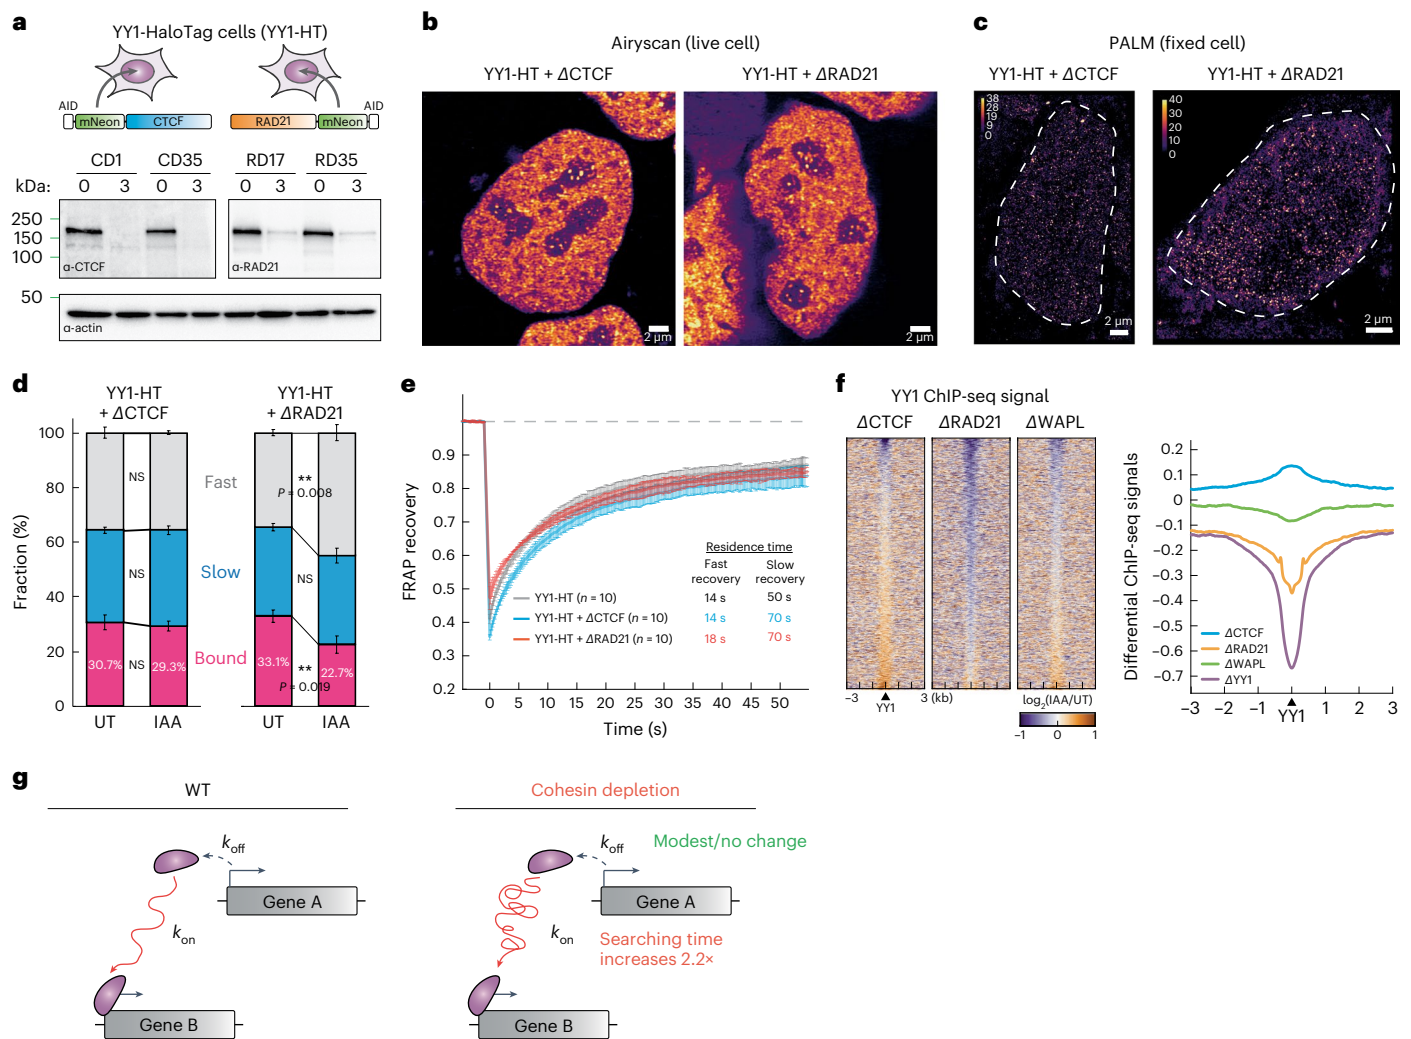 a
YY1-HaloTag cells (YY1-HT)
AID
mNeon
CTCF
RAD21
mNeon
AID
CD1
CD35
RD17
RD35
kDa:
0
3
0
3
0
3
0
3
250
150
100
α-CTCF
α-RAD21
50
α-actin
b
Airyscan (live cell)
YY1-HT + ΔCTCF
YY1-HT + ΔRAD21
2 µm
2 µm
c
PALM (fixed cell)
YY1-HT + ΔCTCF
YY1-HT + ΔRAD21
38
28
19
9
0
40
30
20
10
0
2 µm
2 µm
d
YY1-HT
+ ΔCTCF
YY1-HT
+ ΔRAD21
Fraction (%)
100
80
60
40
20
0
NS
NS
NS
30.7%
29.3%
UT
IAA
Fast
Slow
Bound
**
P = 0.008
NS
**
P = 0.019
33.1%
22.7%
UT
IAA
e
FRAP recovery
0.9
0.8
0.7
0.6
0.5
0.4
0.3
0.2
0
5
10
15
20
25
30
35
40
45
50
Time (s)
Residence time
Fast
recovery
Slow
recovery
YY1-HT (n = 10)
14 s
50 s
YY1-HT + ΔCTCF (n = 10)
14 s
70 s
YY1-HT + ΔRAD21 (n = 10)
18 s
70 s
f
YY1 ChIP-seq signal
ΔCTCF
ΔRAD21
ΔWAPL
−3
YY1
3 (kb)
log2(IAA/UT)
−1
0
1
Differential ChIP-seq signals
0.2
0.1
0
−0.1
−0.2
−0.3
−0.4
−0.5
−0.6
−0.7
ΔCTCF
ΔRAD21
ΔWAPL
ΔYY1
−3
−2
−1
YY1
1
2
3
g
WT
koff
Gene A
kon
Gene B
Cohesin depletion
koff
Modest/no change
Gene A
kon
Searching time
increases 2.2×
Gene B